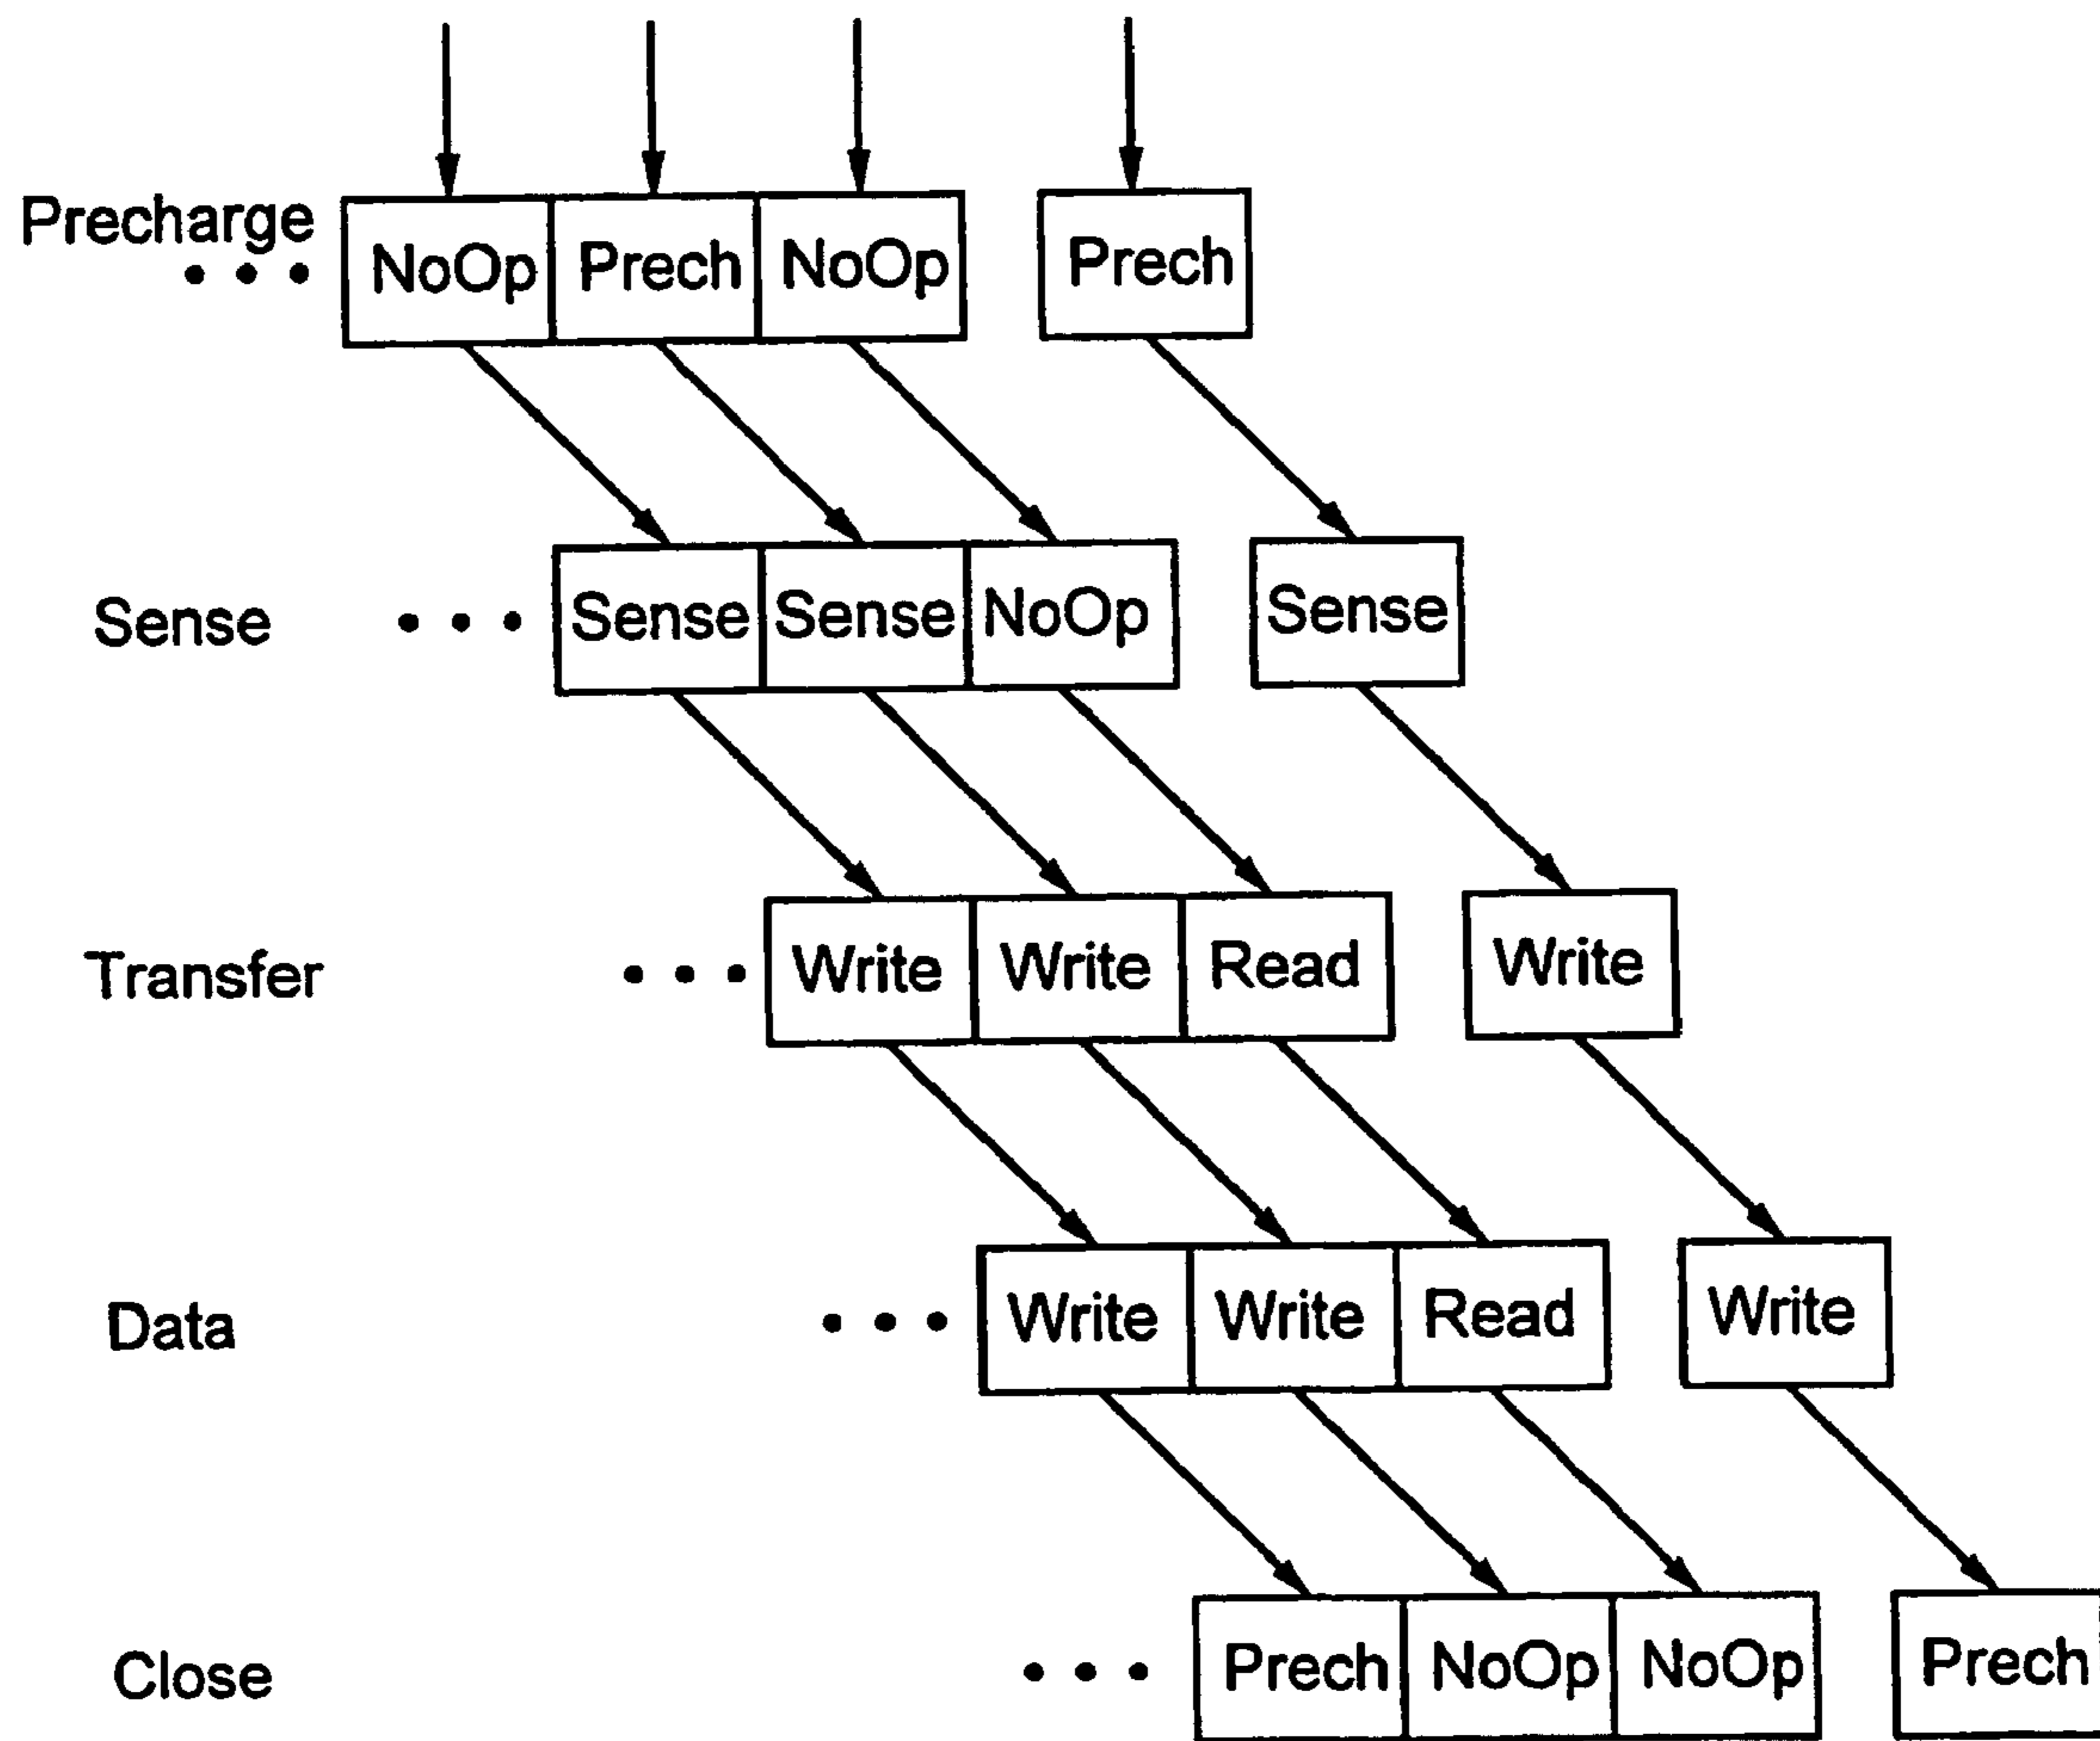 Precharge
• • • NoOp Prech NoOp Prech
Sense • • • Sense Sense NoOp Sense
Transfer • • • Write Write Read Write
Data • • • Write Write Read Write
Close • • • Prech NoOp NoOp Prech